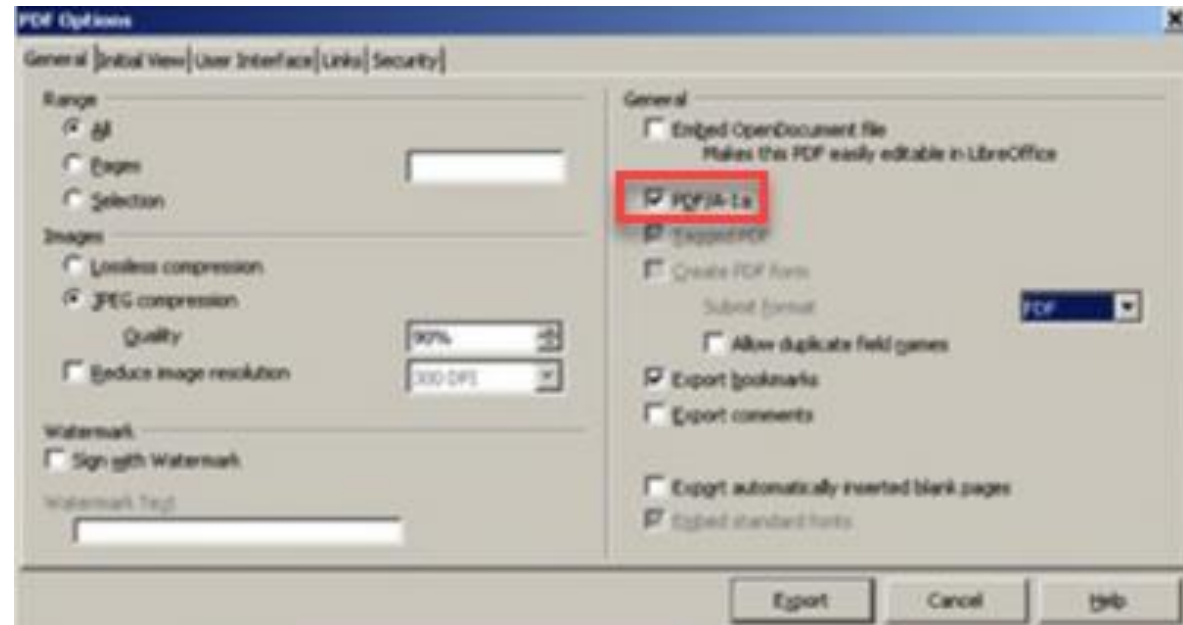 PDF Options
General Initial View User Interface Links Security
Range
All
Pages
Selection
Images
Lossless compression
JPEG compression
Quality 90%
Reduce image resolution 300 DPI
Watermark
Sign with Watermark
Watermark Text
General
Embed OpenDocument file
Makes this PDF easily editable in LibreOffice
PDF/A-1a
Tagged PDF
Create PDF form
Submit format PDF
Allow duplicate field names
Export bookmarks
Export comments
Export automatically inserted blank pages
Embed standard fonts
Export Cancel Help